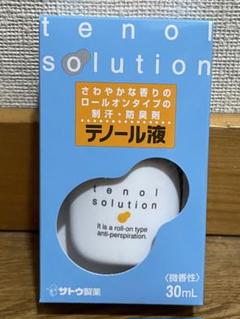 tenol
solution
さわやかな香りの
ロールオンタイプの
制汗・防臭剤
テノール液
tenol
solution
It is a roll-on type
anti-perspiration.
サトウ製薬
〈微香性〉
30mL